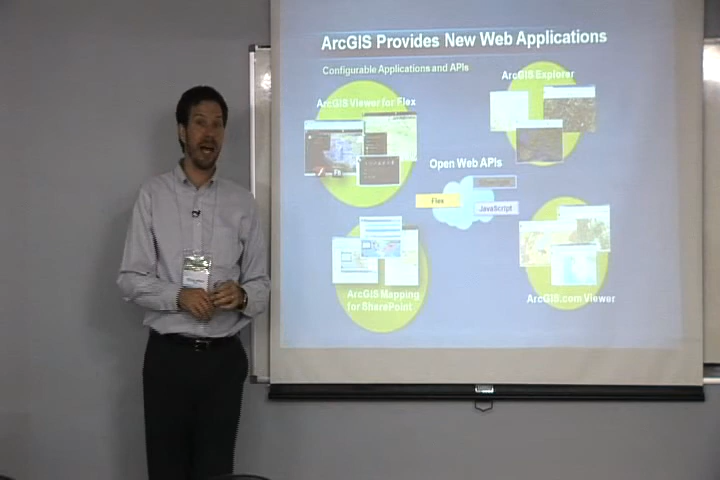 ArcGIS Provides New Web Applications
Configurable Applications and APIs
ArcGIS Explorer
ArcGIS Viewer for Flex
Fx
Open Web APIs
Flex
JavaScript
ArcGIS Mapping
for SharePoint
ArcGIS.com Viewer